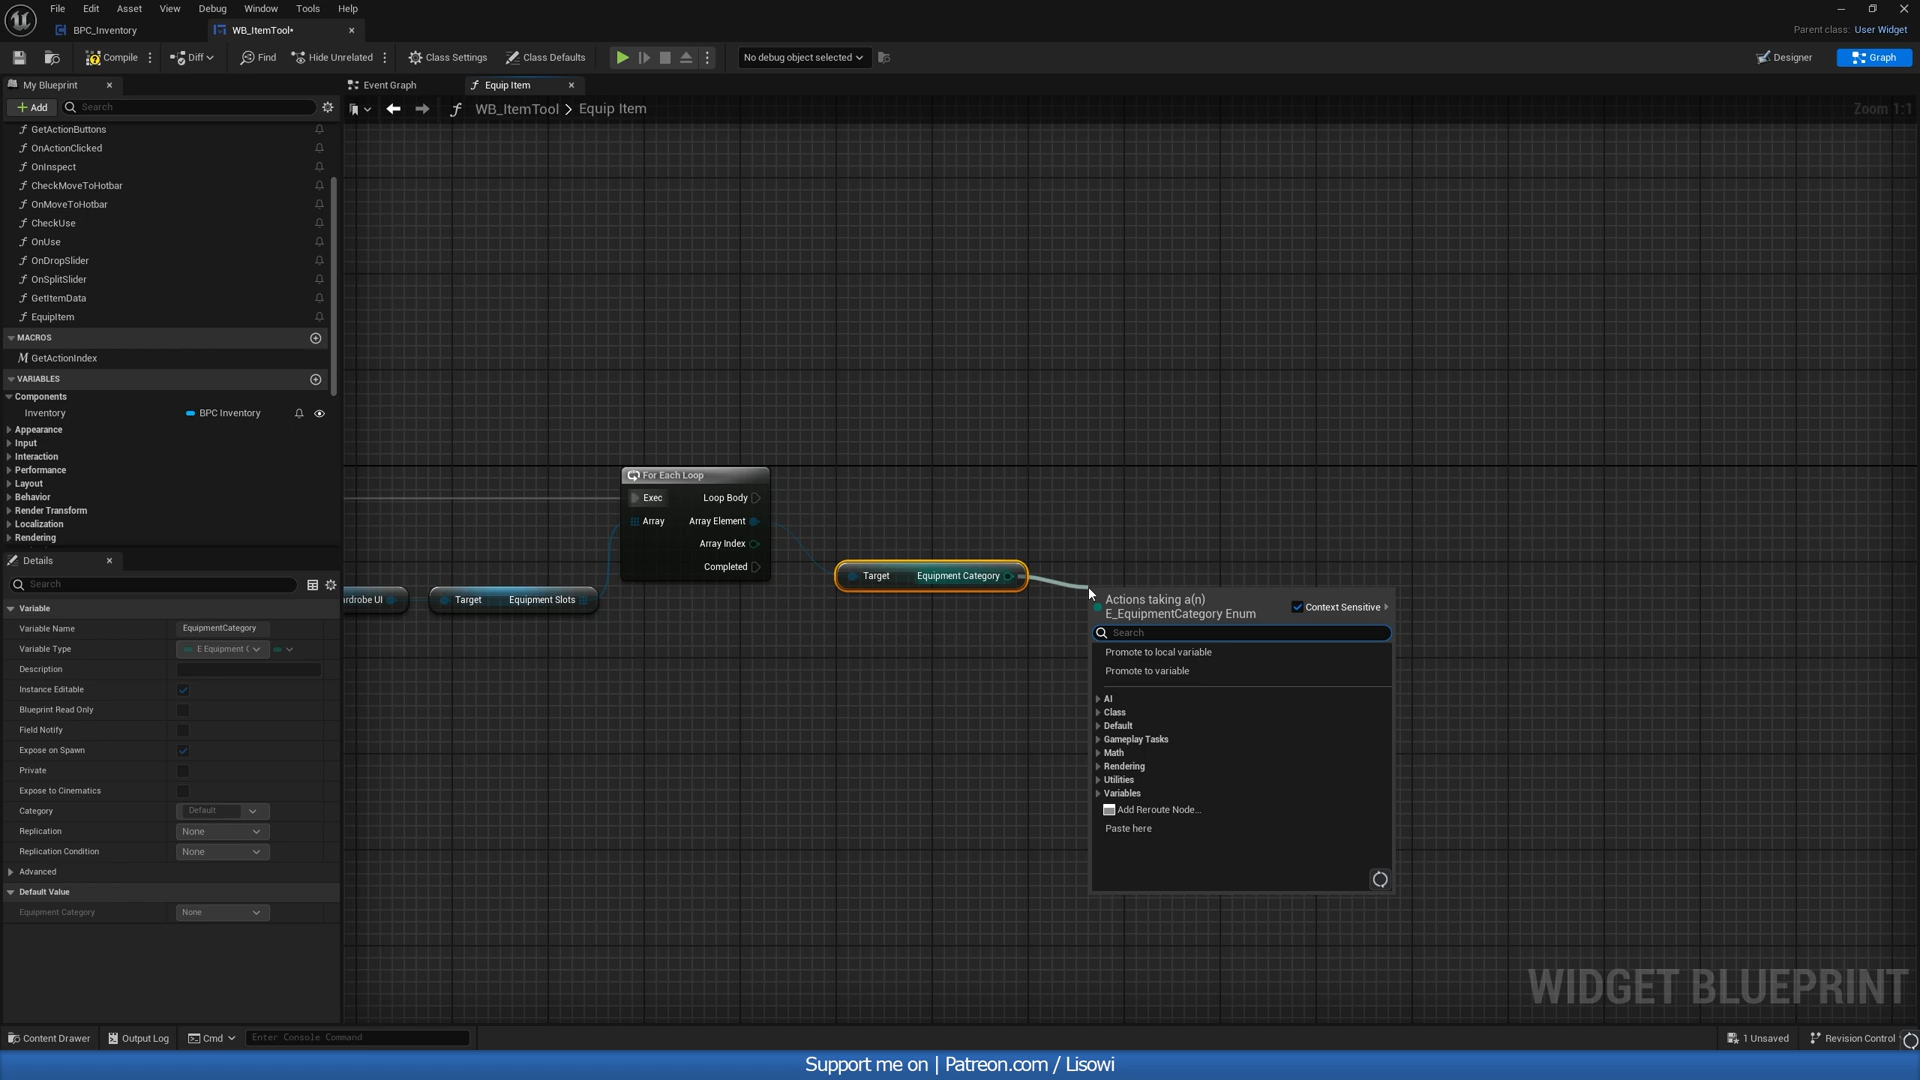 File Edit Asset View Window Debug Tools Help
BPC_Inventory
WB_ItemTool•
Parent class: User Widget
Compile
Diff
Find
Hide Unrelated
Class Settings
Class Defaults
No debug object selected
Designer
Graph
My Blueprint
Event Graph
Equip Item
Add
Search
WB_ItemTool > Equip Item
Zoom 1:1
GetActionButtons
OnActionClicked
OnInspect
CheckMoveToHotbar
OnMoveToHotbar
CheckUse
OnUse
OnDropSlider
OnSplitSlider
GetItemData
EquipItem
MACROS
GetActionIndex
VARIABLES
Components
Inventory BPC Inventory
Appearance
Input
Interaction
Performance
Layout
Behavior
Render Transform
Localization
Rendering
Details
Search
Variable
Variable Name EquipmentCategory
Variable Type E Equipment C
Description
Instance Editable
Blueprint Read Only
Field Notify
Expose on Spawn
Private
Expose to Cinematics
Category Default
Replication None
Replication Condition None
Advanced
Default Value
Equipment Category None
For Each Loop
Exec Loop Body
Array Array Element
Array Index
Completed
ardrobe UI
Target Equipment Slots
Target Equipment Category
Actions taking a(n)
E_EquipmentCategory Enum
Context Sensitive
Search
Promote to local variable
Promote to variable
AI
Class
Default
Gameplay Tasks
Math
Rendering
Utilities
Variables
Add Reroute Node...
Paste here
WIDGET BLUEPRINT
Content Drawer
Output Log
Cmd
Enter Console Command
1 Unsaved
Revision Control
Support me on | Patreon.com / Lisowi